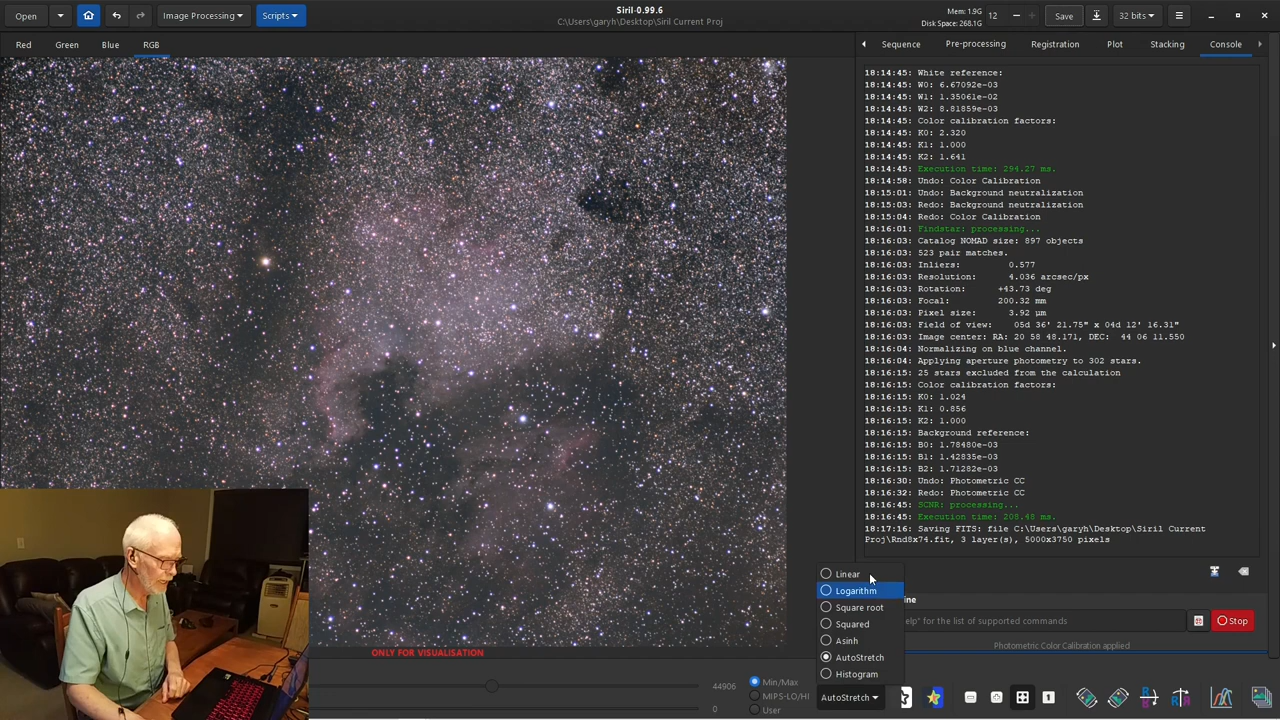 Open
Image Processing
Scripts
Siril-0.99.6
C:\Users\garyh\Desktop\Siril Current Proj
Mem: 1.9G
Disk Space: 268.1G
12
Save
32 bits
Red
Green
Blue
RGB
Sequence
Pre-processing
Registration
Plot
Stacking
Console
18:14:45: White reference:
18:14:45: W0: 6.67092e-03
18:14:45: W1: 1.35061e-02
18:14:45: W2: 8.81859e-03
18:14:45: Color calibration factors:
18:14:45: K0: 2.320
18:14:45: K1: 1.000
18:14:45: K2: 1.641
18:14:45: Execution time: 294.27 ms.
18:14:58: Undo: Color Calibration
18:15:01: Undo: Background neutralization
18:15:03: Redo: Background neutralization
18:15:04: Redo: Color Calibration
18:16:01: Findstar: processing...
18:16:03: Catalog NOMAD size: 897 objects
18:16:03: 523 pair matches.
18:16:03: Inliers: 0.577
18:16:03: Resolution: 4.036 arcsec/px
18:16:03: Rotation: +43.73 deg
18:16:03: Focal: 200.32 mm
18:16:03: Pixel size: 3.92 µm
18:16:03: Field of view: 05d 36' 21.75" x 04d 12' 16.31"
18:16:03: Image center: RA: 20 58 48.171, DEC: 44 06 11.550
18:16:04: Normalizing on blue channel.
18:16:04: Applying aperture photometry to 302 stars.
18:16:15: 25 stars excluded from the calculation
18:16:15: Color calibration factors:
18:16:15: K0: 1.024
18:16:15: K1: 0.856
18:16:15: K2: 1.000
18:16:15: Background reference:
18:16:15: B0: 1.78480e-03
18:16:15: B1: 1.42835e-03
18:16:15: B2: 1.71282e-03
18:16:30: Undo: Photometric CC
18:16:32: Redo: Photometric CC
18:16:45: SCNR: processing...
18:16:45: Execution time: 208.48 ms.
18:17:16: Saving FITS: file C:\Users\garyh\Desktop\Siril Current
Proj\Rnd8x74.fit, 3 layer(s), 5000x3750 pixels
Linear
Logarithm
Square root
Squared
Asinh
AutoStretch
Histogram
ine
elp" for the list of supported commands
Stop
Photometric Color Calibration applied
ONLY FOR VISUALISATION
44906
0
Min/Max
MIPS-LO/HI
User
AutoStretch